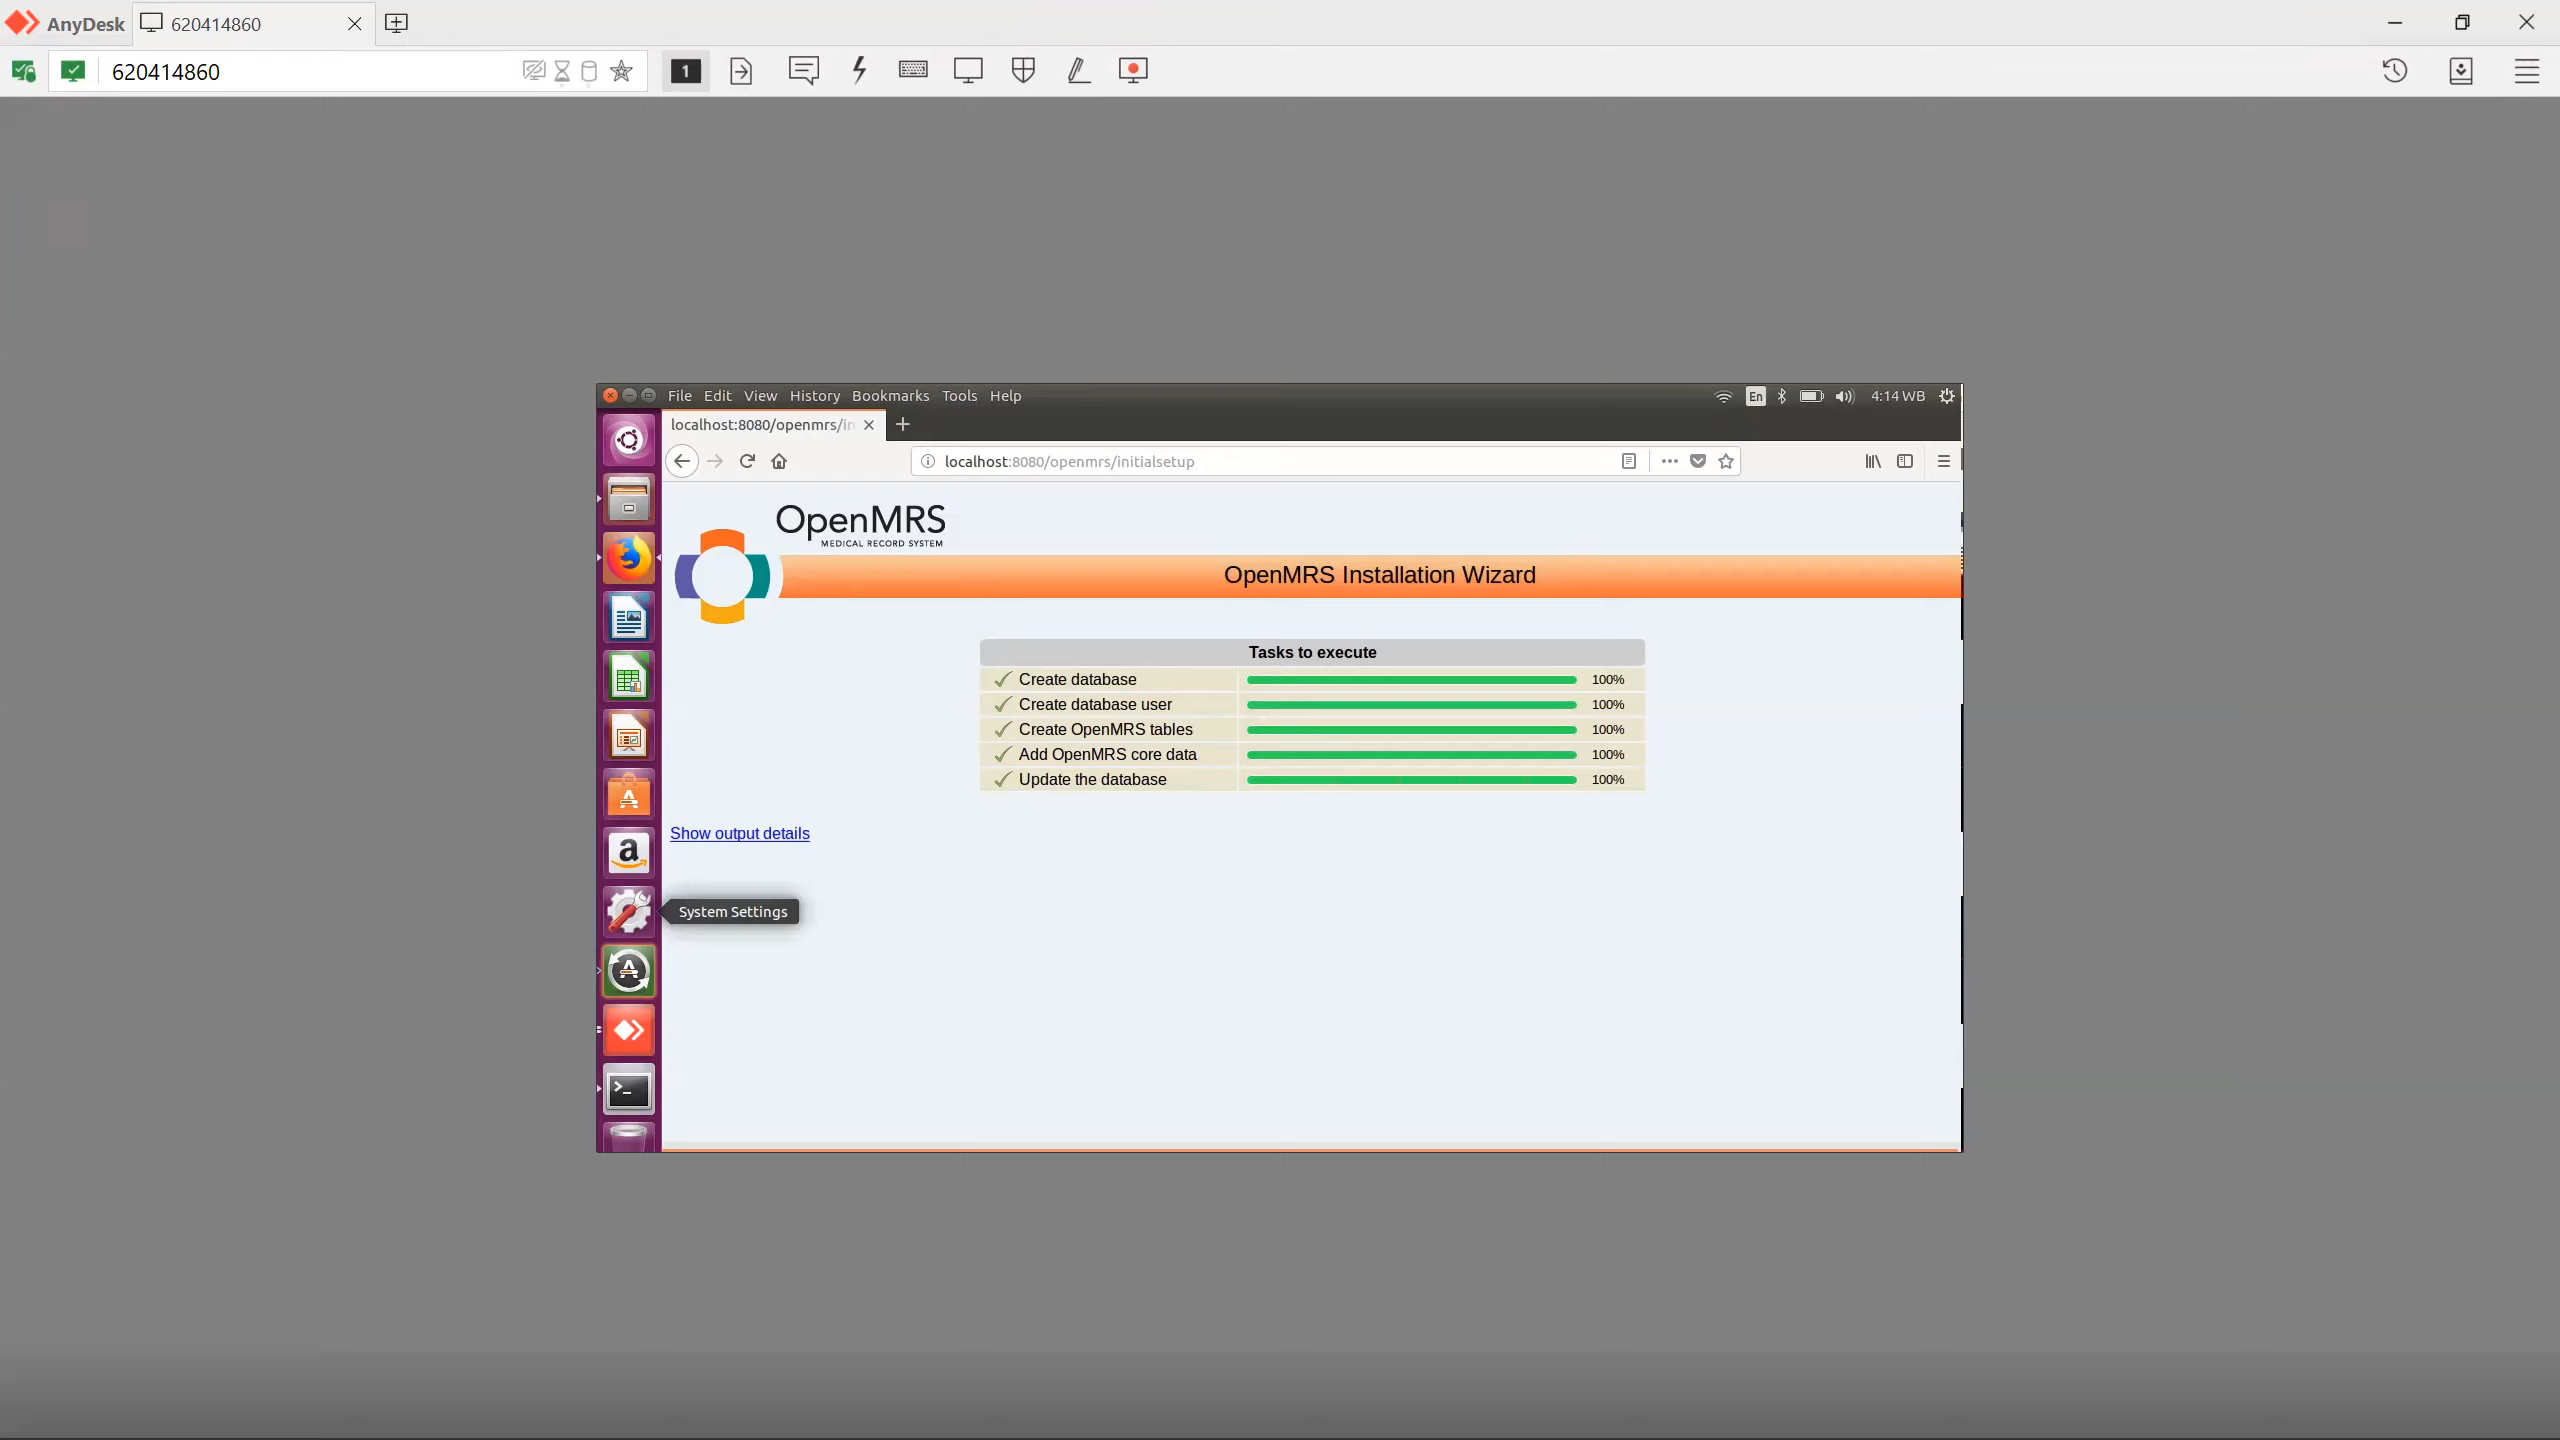 AnyDesk
620414860
620414860
1
File Edit View History Bookmarks Tools Help
En
4:14 WB
localhost:8080/openmrs/in
localhost:8080/openmrs/initialsetup
OpenMRS
MEDICAL RECORD SYSTEM
OpenMRS Installation Wizard
Tasks to execute
Create database 100%
Create database user 100%
Create OpenMRS tables 100%
Add OpenMRS core data 100%
Update the database 100%
Show output details
a
System Settings
A
>_